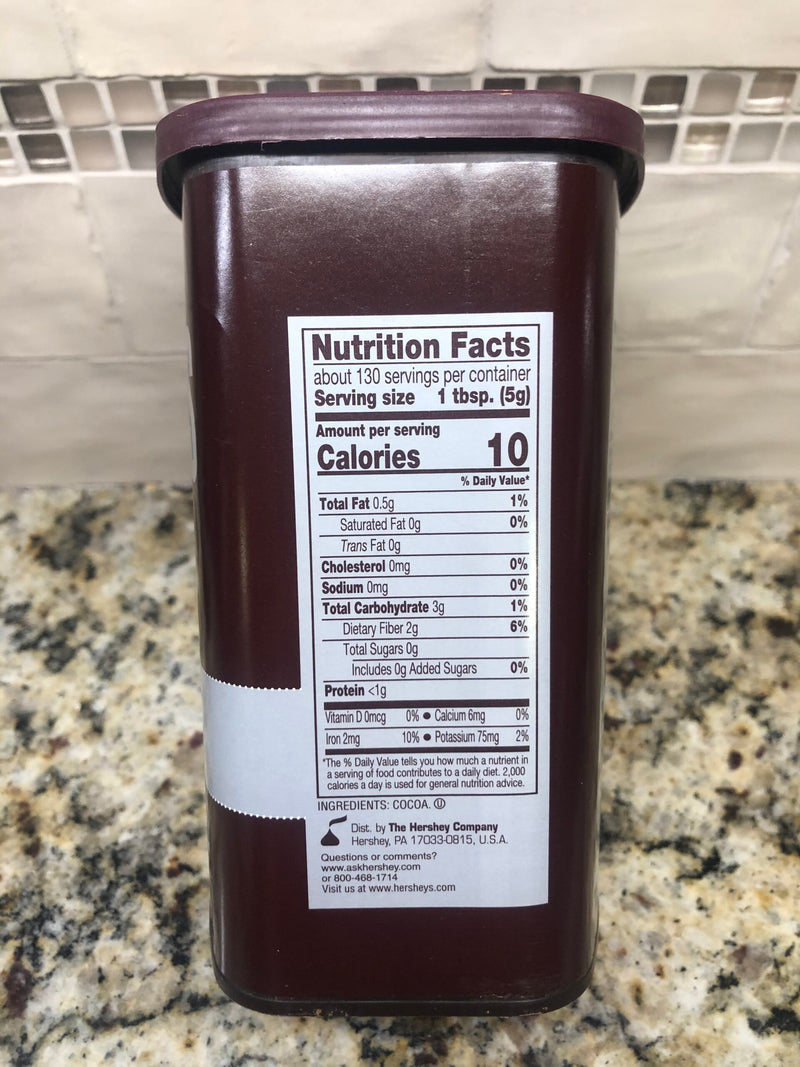 Nutrition Facts
about 130 servings per container
Serving size 1 tbsp. (5g)
Amount per serving
Calories 10
% Daily Value*
Total Fat 0.5g 1%
Saturated Fat 0g 0%
Trans Fat 0g
Cholesterol 0mg 0%
Sodium 0mg 0%
Total Carbohydrate 3g 1%
Dietary Fiber 2g 6%
Total Sugars 0g
Includes 0g Added Sugars 0%
Protein <1g
Vitamin D 0mcg 0% ● Calcium 6mg 0%
Iron 2mg 10% ● Potassium 75mg 2%
*The % Daily Value tells you how much a nutrient in
a serving of food contributes to a daily diet. 2,000
calories a day is used for general nutrition advice.
INGREDIENTS: COCOA. Ⓤ
Dist. by The Hershey Company
Hershey, PA 17033-0815, U.S.A.
Questions or comments?
www.askhershey.com
or 800-468-1714
Visit us at www.hersheys.com